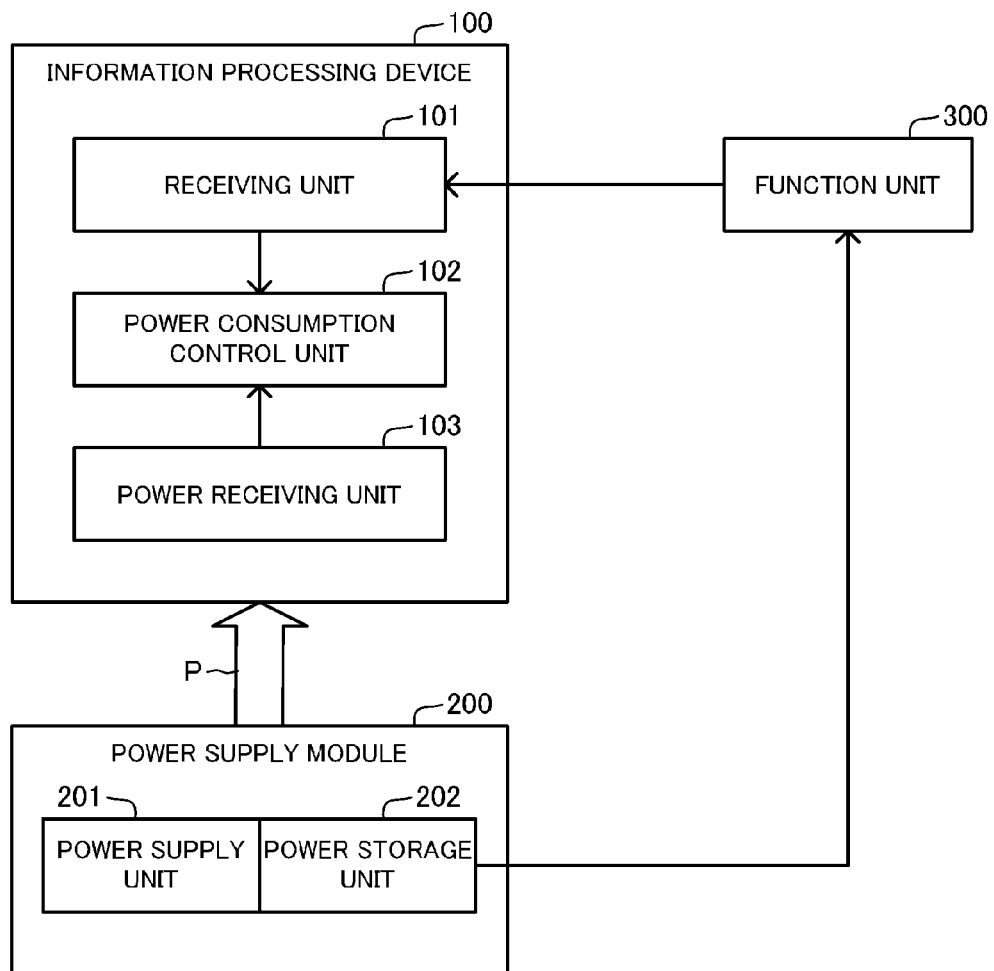 100
INFORMATION PROCESSING DEVICE
101
RECEIVING UNIT
300
FUNCTION UNIT
102
POWER CONSUMPTION
CONTROL UNIT
103
POWER RECEIVING UNIT
P
200
POWER SUPPLY MODULE
201
POWER SUPPLY
UNIT
202
POWER STORAGE
UNIT